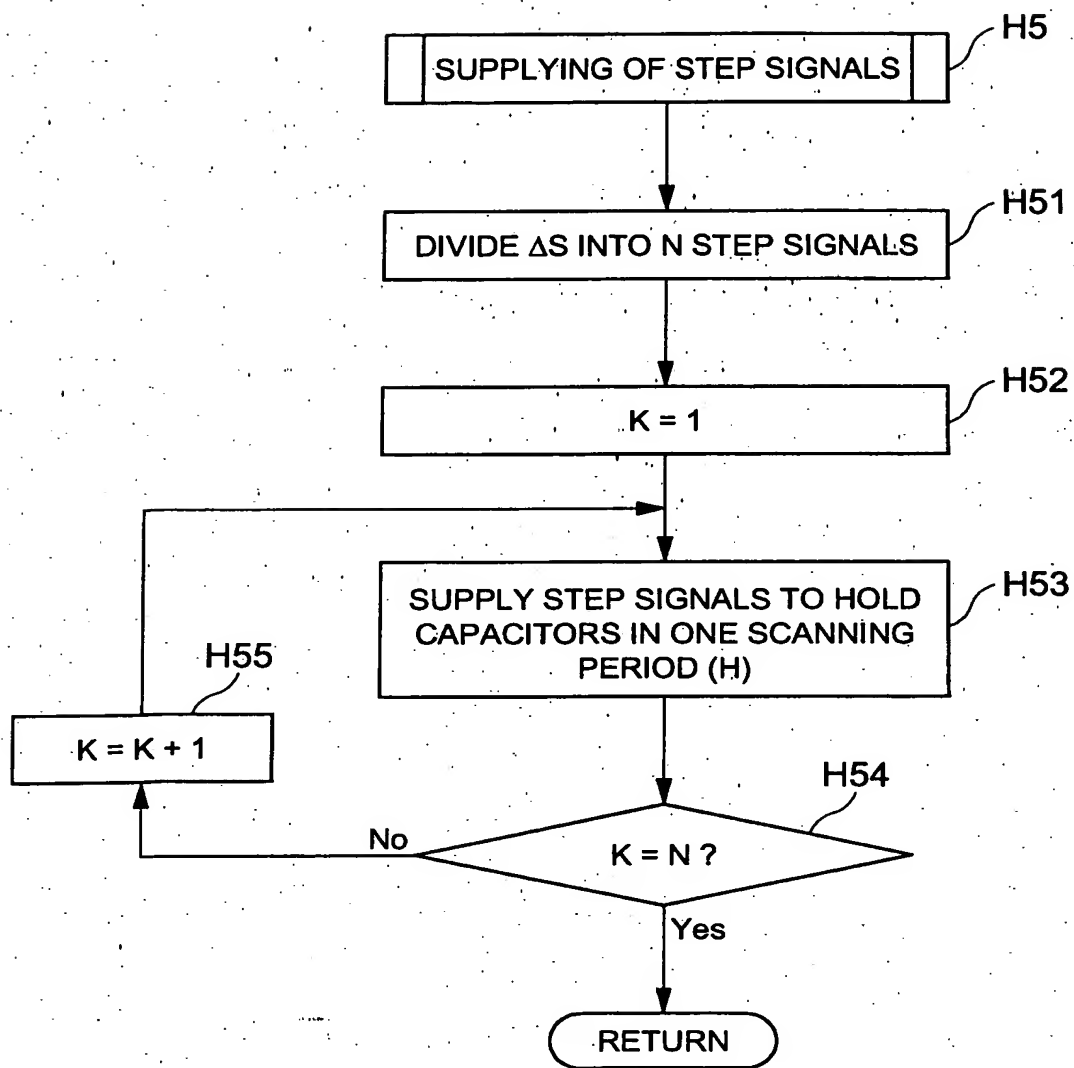 H5
SUPPLYING OF STEP SIGNALS
H51
DIVIDE ΔS INTO N STEP SIGNALS
H52
K = 1
H53
SUPPLY STEP SIGNALS TO HOLD
CAPACITORS IN ONE SCANNING
PERIOD (H)
H55
K = K + 1
H54
K = N ?
No
Yes
RETURN